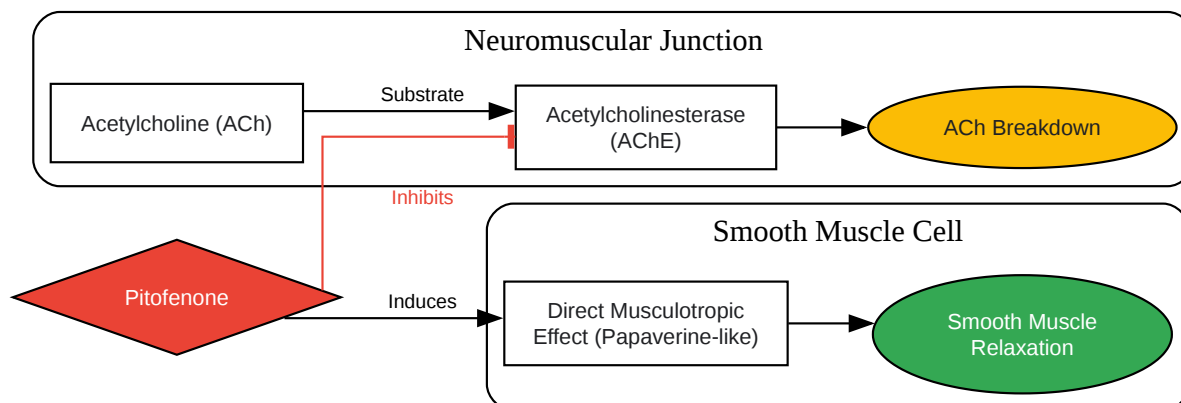 Neuromuscular Junction
Acetylcholine (ACh)
Substrate
Acetylcholinesterase
(AChE)
ACh Breakdown
Inhibits
Smooth Muscle Cell
Pitofenone
Induces
Direct Musculotropic
Effect (Papaverine-like)
Smooth Muscle
Relaxation